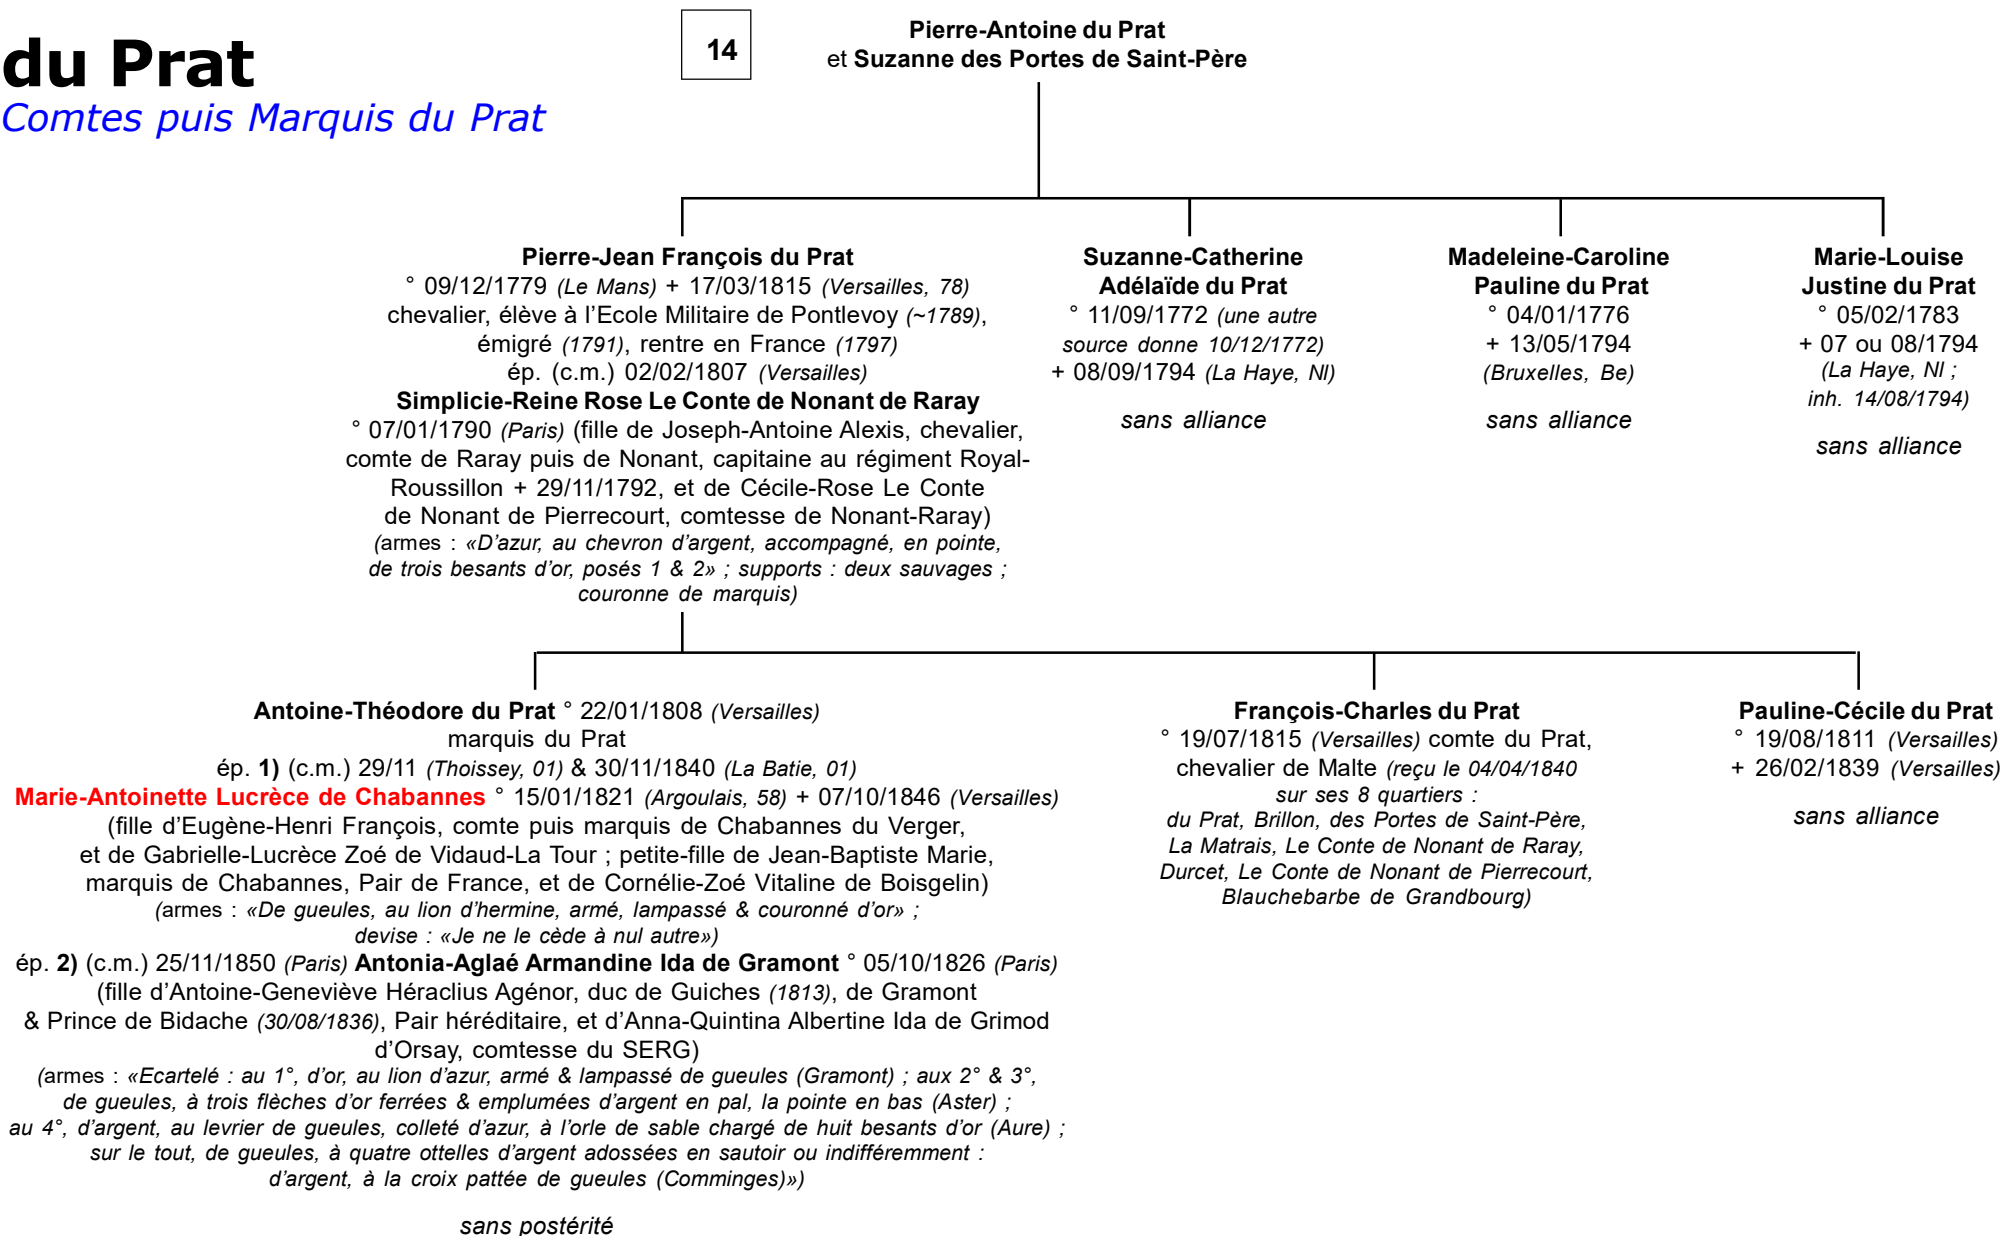 du Prat
Comtes puis Marquis du Prat
14
Pierre-Antoine du Prat
et Suzanne des Portes de Saint-Père
Pierre-Jean François du Prat
° 09/12/1779 (Le Mans) + 17/03/1815 (Versailles, 78)
chevalier, élève à l’Ecole Militaire de Pontlevoy (~1789),
émigré (1791), rentre en France (1797)
ép. (c.m.) 02/02/1807 (Versailles)
Simplicie-Reine Rose Le Conte de Nonant de Raray
° 07/01/1790 (Paris) (fille de Joseph-Antoine Alexis, chevalier,
comte de Raray puis de Nonant, capitaine au régiment Royal-
Roussillon + 29/11/1792, et de Cécile-Rose Le Conte
de Nonant de Pierrecourt, comtesse de Nonant-Raray)
(armes : «D’azur, au chevron d’argent, accompagné, en pointe,
de trois besants d’or, posés 1 & 2» ; supports : deux sauvages ;
couronne de marquis)
Suzanne-Catherine
Adélaïde du Prat
° 11/09/1772 (une autre
source donne 10/12/1772)
+ 08/09/1794 (La Haye, Nl)
sans alliance
Madeleine-Caroline
Pauline du Prat
° 04/01/1776
+ 13/05/1794
(Bruxelles, Be)
sans alliance
Marie-Louise
Justine du Prat
° 05/02/1783
+ 07 ou 08/1794
(La Haye, Nl ;
inh. 14/08/1794)
sans alliance
Antoine-Théodore du Prat ° 22/01/1808 (Versailles)
marquis du Prat
ép. 1) (c.m.) 29/11 (Thoissey, 01) & 30/11/1840 (La Batie, 01)
Marie-Antoinette Lucrèce de Chabannes ° 15/01/1821 (Argoulais, 58) + 07/10/1846 (Versailles)
(fille d’Eugène-Henri François, comte puis marquis de Chabannes du Verger,
et de Gabrielle-Lucrèce Zoé de Vidaud-La Tour ; petite-fille de Jean-Baptiste Marie,
marquis de Chabannes, Pair de France, et de Cornélie-Zoé Vitaline de Boisgelin)
(armes : «De gueules, au lion d’hermine, armé, lampassé & couronné d’or» ;
devise : «Je ne le cède à nul autre»)
ép. 2) (c.m.) 25/11/1850 (Paris) Antonia-Aglaé Armandine Ida de Gramont ° 05/10/1826 (Paris)
(fille d’Antoine-Geneviève Héraclius Agénor, duc de Guiches (1813), de Gramont
& Prince de Bidache (30/08/1836), Pair héréditaire, et d’Anna-Quintina Albertine Ida de Grimod
d’Orsay, comtesse du SERG)
(armes : «Ecartelé : au 1°, d’or, au lion d’azur, armé & lampassé de gueules (Gramont) ; aux 2° & 3°,
de gueules, à trois flèches d’or ferrées & emplumées d’argent en pal, la pointe en bas (Aster) ;
au 4°, d’argent, au levrier de gueules, colleté d’azur, à l’orle de sable chargé de huit besants d’or (Aure) ;
sur le tout, de gueules, à quatre ottelles d’argent adossées en sautoir ou indifféremment :
d’argent, à la croix pattée de gueules (Comminges)»)
sans postérité
François-Charles du Prat
° 19/07/1815 (Versailles) comte du Prat,
chevalier de Malte (reçu le 04/04/1840
sur ses 8 quartiers :
du Prat, Brillon, des Portes de Saint-Père,
La Matrais, Le Conte de Nonant de Raray,
Durcet, Le Conte de Nonant de Pierrecourt,
Blauchebarbe de Grandbourg)
Pauline-Cécile du Prat
° 19/08/1811 (Versailles)
+ 26/02/1839 (Versailles)
sans alliance